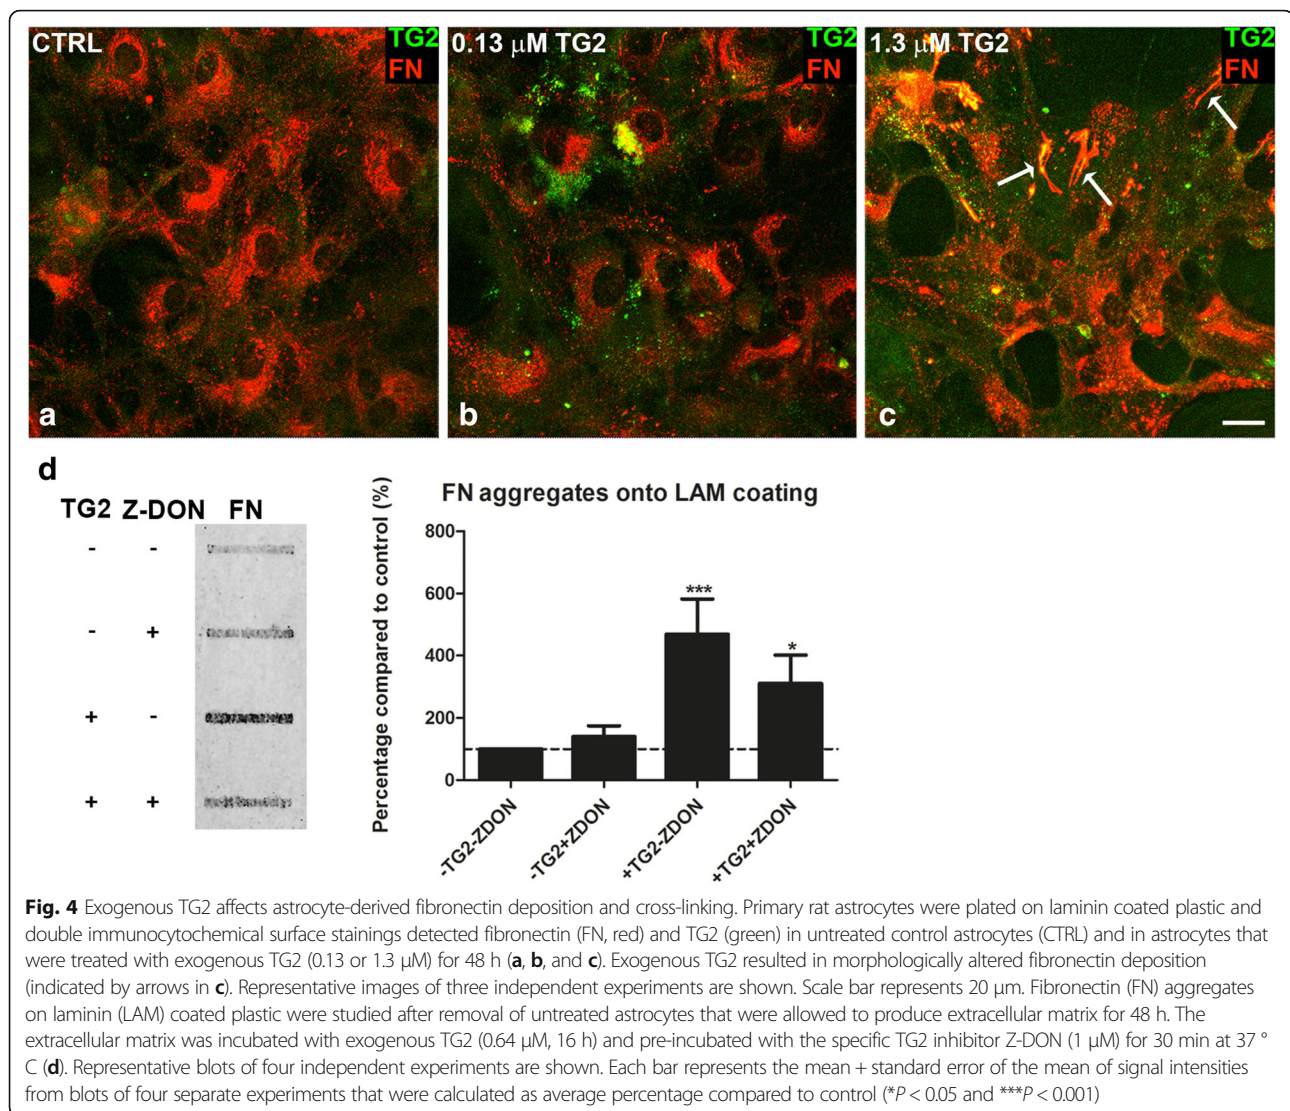 CTRL
TG2
FN
a
0.13 µM TG2
TG2
FN
b
1.3 µM TG2
TG2
FN
c
d
TG2 Z-DON FN
- -
- +
+ -
+ +
FN aggregates onto LAM coating
Percentage compared to control (%)
800
600
400
200
0
***
*
-TG2-ZDON
-TG2+ZDON
+TG2-ZDON
+TG2+ZDON
Fig. 4 Exogenous TG2 affects astrocyte-derived fibronectin deposition and cross-linking. Primary rat astrocytes were plated on laminin coated plastic and
double immunocytochemical surface stainings detected fibronectin (FN, red) and TG2 (green) in untreated control astrocytes (CTRL) and in astrocytes that
were treated with exogenous TG2 (0.13 or 1.3 µM) for 48 h (a, b, and c). Exogenous TG2 resulted in morphologically altered fibronectin deposition
(indicated by arrows in c). Representative images of three independent experiments are shown. Scale bar represents 20 µm. Fibronectin (FN) aggregates
on laminin (LAM) coated plastic were studied after removal of untreated astrocytes that were allowed to produce extracellular matrix for 48 h. The
extracellular matrix was incubated with exogenous TG2 (0.64 µM, 16 h) and pre-incubated with the specific TG2 inhibitor Z-DON (1 µM) for 30 min at 37 °
C (d). Representative blots of four independent experiments are shown. Each bar represents the mean + standard error of the mean of signal intensities
from blots of four separate experiments that were calculated as average percentage compared to control (*P < 0.05 and ***P < 0.001)